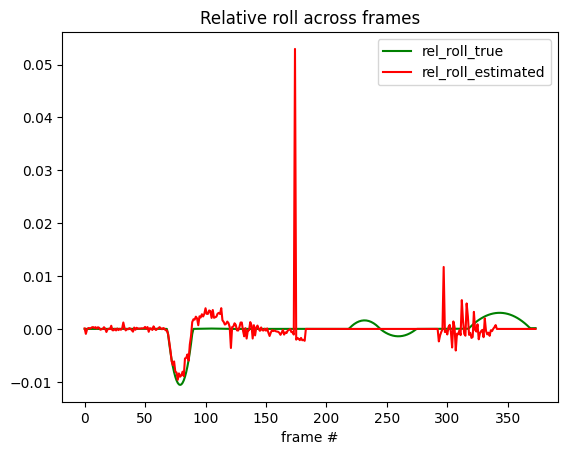 Relative roll across frames
rel_roll_true
rel_roll_estimated
0.05
0.04
0.03
0.02
0.01
0.00
−0.01
0 50 100 150 200 250 300 350
frame #